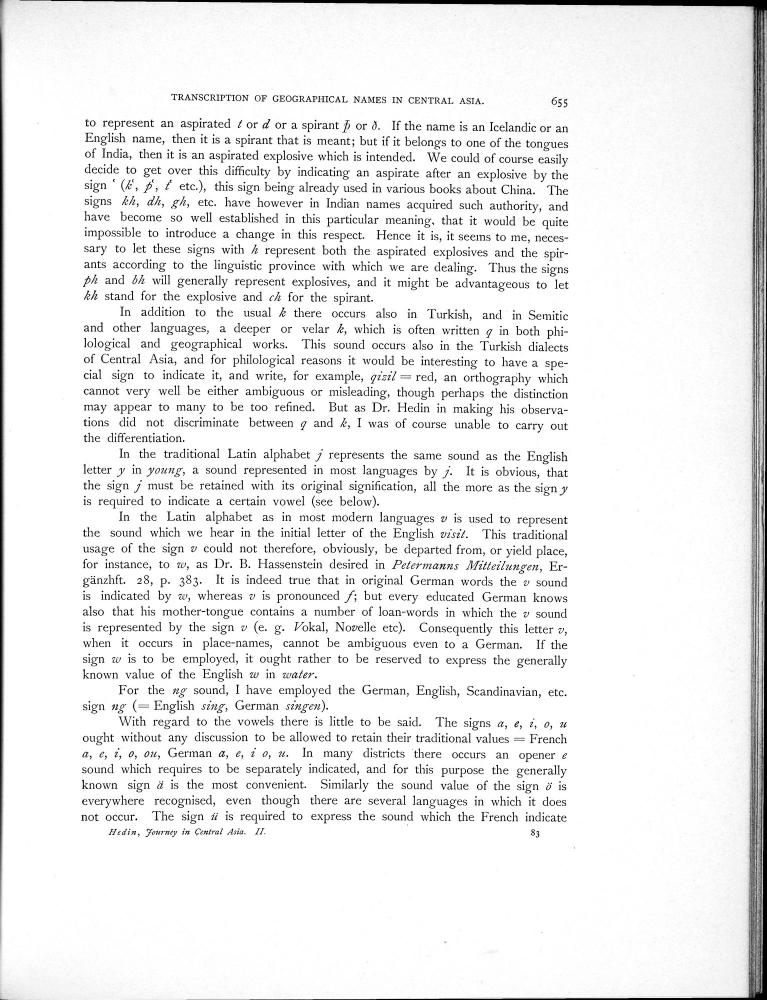 TRANSCRIPTION OF GEOGRAPHICAL NAMES IN CENTRAL ASIA. 655
to represent an aspirated t or d or a spirant þ or ð. If the name is an Icelandic or an
English name, then it is a spirant that is meant; but if it belongs to one of the tongues
of India, then it is an aspirated explosive which is intended. We could of course easily
decide to get over this difficulty by indicating an aspirate after an explosive by the
sign ʿ (kʿ, pʿ, tʿ etc.), this sign being already used in various books about China. The
signs kh, dh, gh, etc. have however in Indian names acquired such authority, and
have become so well established in this particular meaning, that it would be quite
impossible to introduce a change in this respect. Hence it is, it seems to me, neces-
sary to let these signs with h represent both the aspirated explosives and the spir-
ants according to the linguistic province with which we are dealing. Thus the signs
ph and bh will generally represent explosives, and it might be advantageous to let
kh stand for the explosive and ch for the spirant.
In addition to the usual k there occurs also in Turkish, and in Semitic
and other languages, a deeper or velar k, which is often written q in both phi-
lological and geographical works. This sound occurs also in the Turkish dialects
of Central Asia, and for philological reasons it would be interesting to have a spe-
cial sign to indicate it, and write, for example, qizil = red, an orthography which
cannot very well be either ambiguous or misleading, though perhaps the distinction
may appear to many to be too refined. But as Dr. Hedin in making his observa-
tions did not discriminate between q and k, I was of course unable to carry out
the differentiation.
In the traditional Latin alphabet j represents the same sound as the English
letter y in young, a sound represented in most languages by j. It is obvious, that
the sign j must be retained with its original signification, all the more as the sign y
is required to indicate a certain vowel (see below).
In the Latin alphabet as in most modern languages v is used to represent
the sound which we hear in the initial letter of the English visit. This traditional
usage of the sign v could not therefore, obviously, be departed from, or yield place,
for instance, to w, as Dr. B. Hassenstein desired in Petermanns Mitteilungen, Er-
gänzhft. 28, p. 383. It is indeed true that in original German words the v sound
is indicated by w, whereas v is pronounced f; but every educated German knows
also that his mother-tongue contains a number of loan-words in which the v sound
is represented by the sign v (e. g. Vokal, Novelle etc). Consequently this letter v,
when it occurs in place-names, cannot be ambiguous even to a German. If the
sign w is to be employed, it ought rather to be reserved to express the generally
known value of the English w in water.
For the ng sound, I have employed the German, English, Scandinavian, etc.
sign ng (= English sing, German singen).
With regard to the vowels there is little to be said. The signs a, e, i, o, u
ought without any discussion to be allowed to retain their traditional values = French
a, e, i, o, ou, German a, e, i o, u. In many districts there occurs an opener e
sound which requires to be separately indicated, and for this purpose the generally
known sign ä is the most convenient. Similarly the sound value of the sign ö is
everywhere recognised, even though there are several languages in which it does
not occur. The sign ü is required to express the sound which the French indicate
Hedin, Journey in Central Asia. II. 83